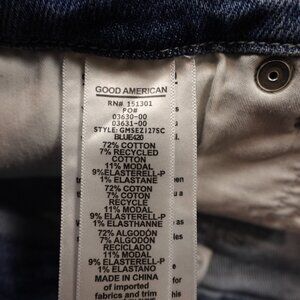 GOOD AMERICAN
RN# 151301
PO#
03630-00
03631-00
STYLE: GMSEZ127SC
BLUE420
72% COTTON
7% RECYCLED
COTTON
11% MODAL
9% ELASTERELL-P
1% ELASTANE
72% COTON
7% COTON
RECYCLE
11% MODAL
9% ELASTERELL-P
1% ELASTHANNE
72% ALGODÓN
7% ALGODÓN
RECICLADO
11% MODAL
9% ELASTERELL-P
1% ELASTANO
MADE IN CHINA
of imported
fabrics and trim